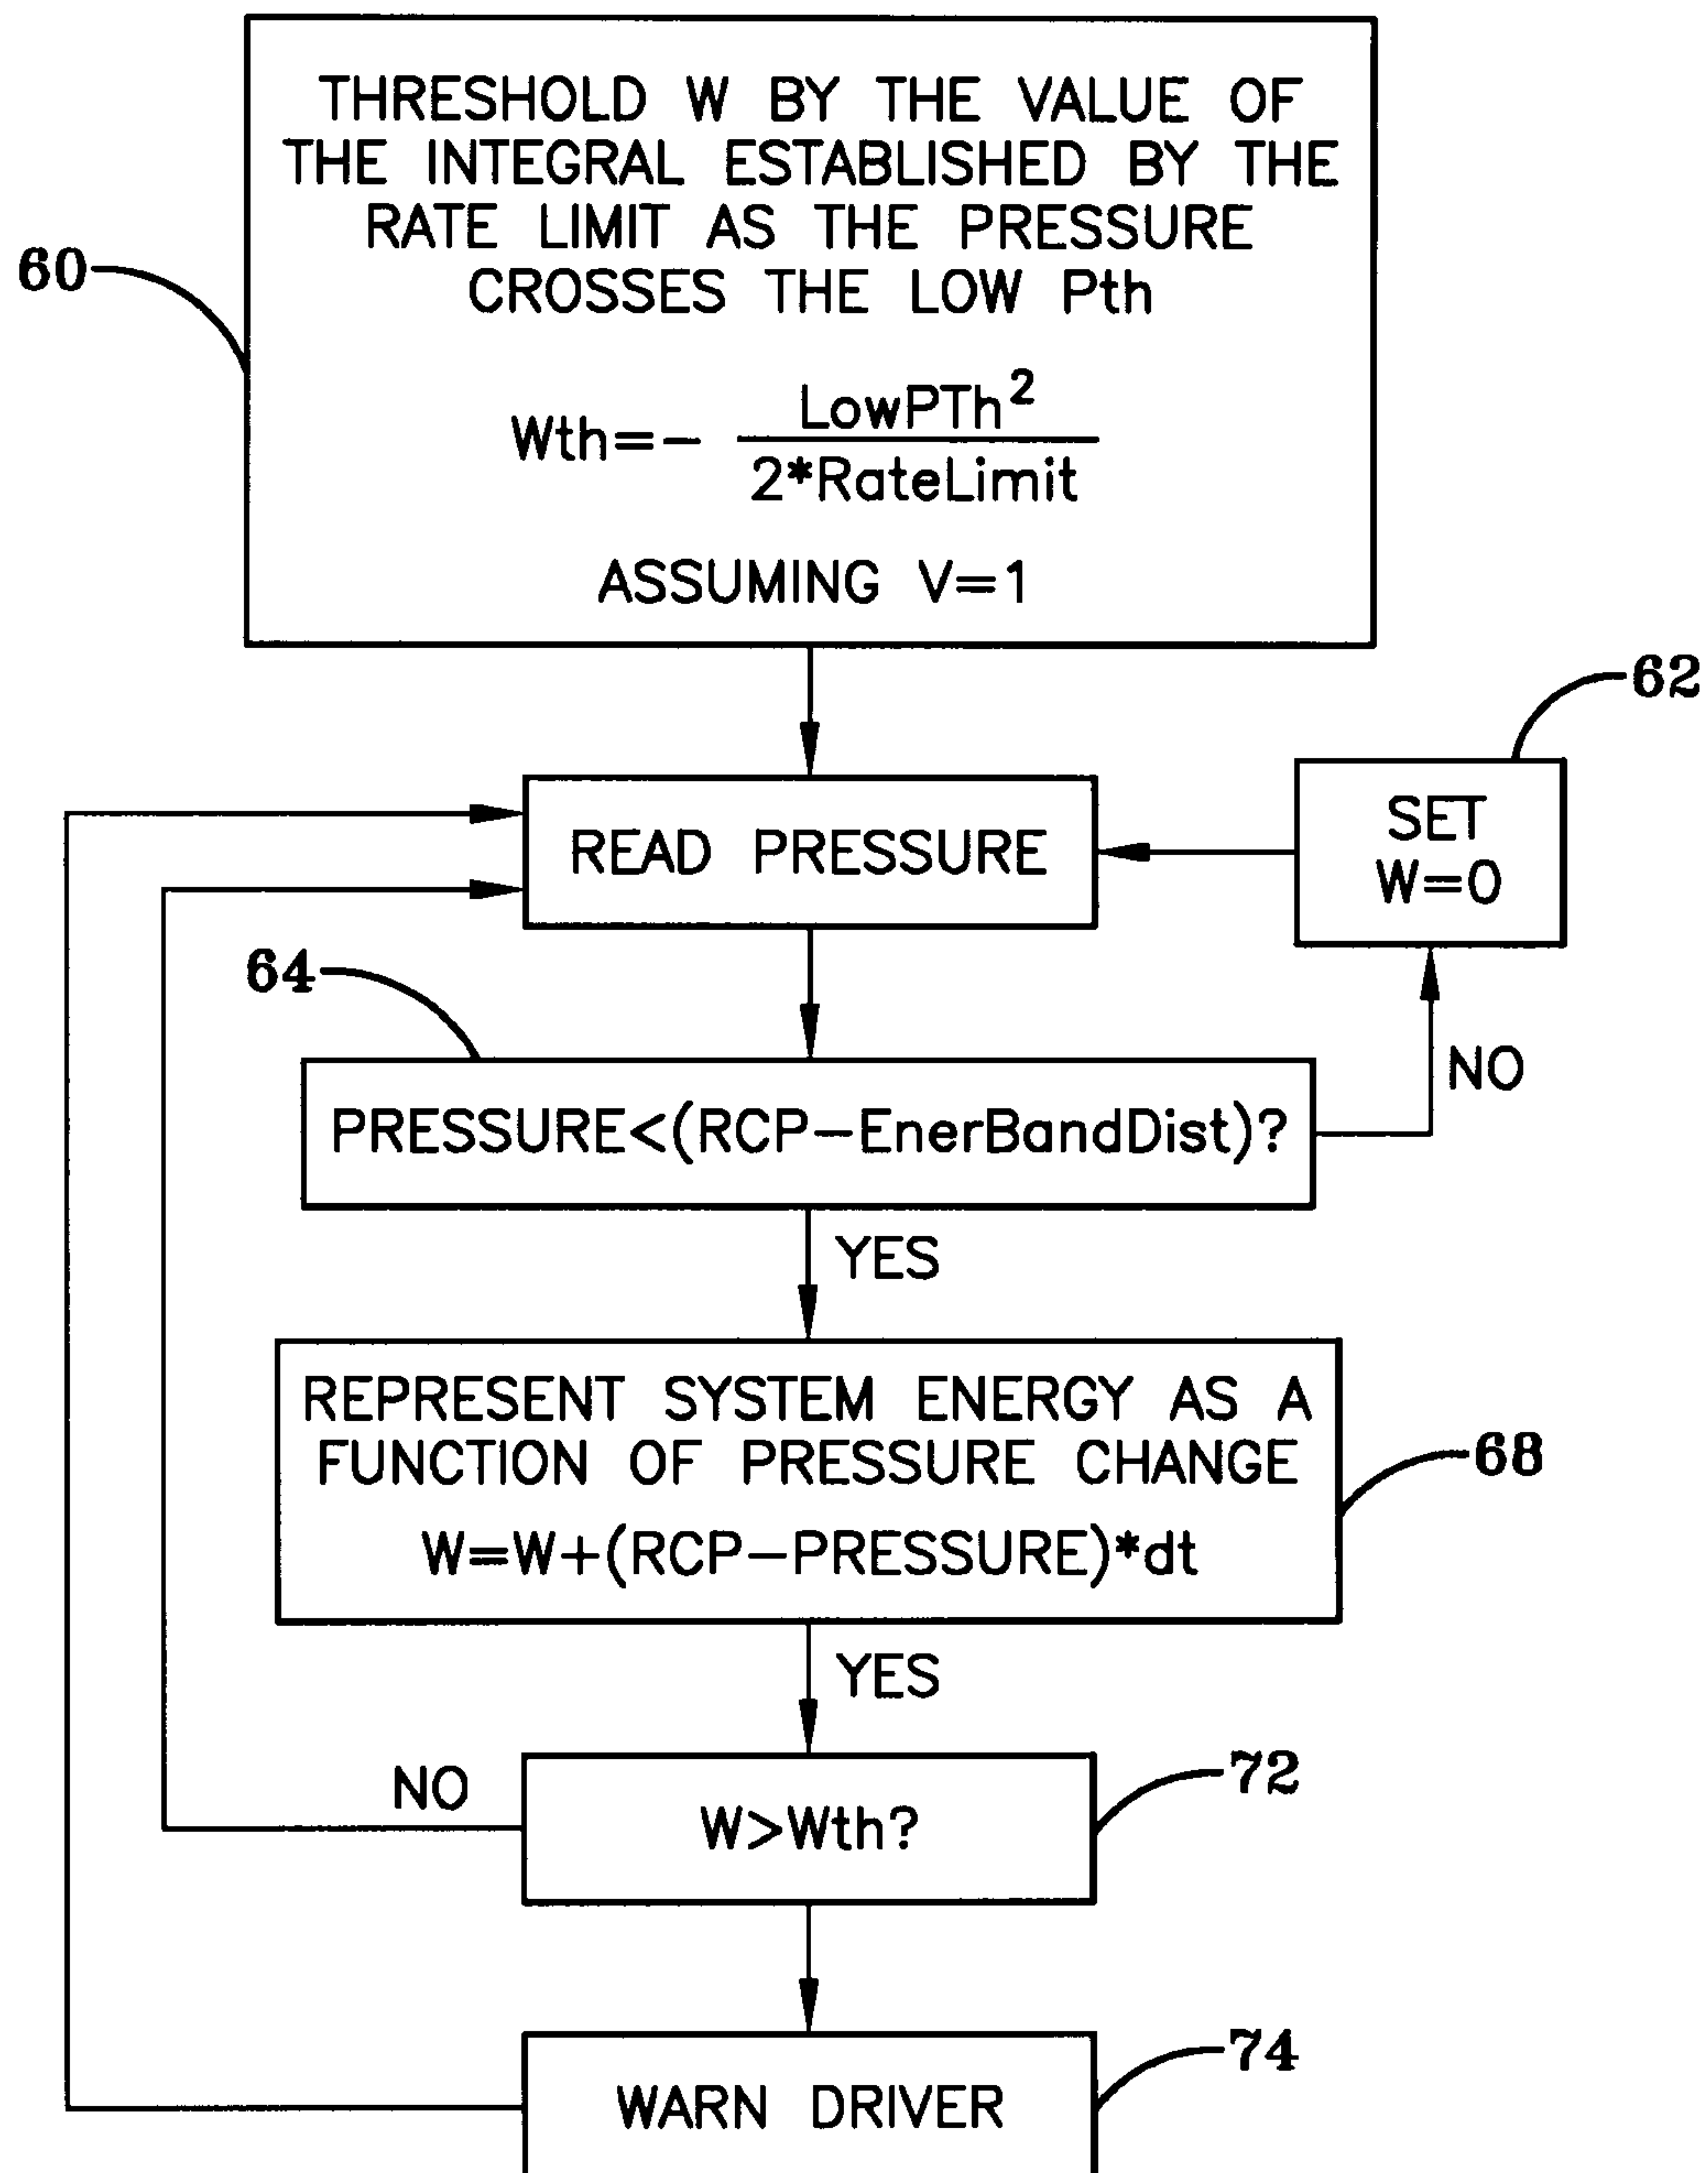 THRESHOLD W BY THE VALUE OF
THE INTEGRAL ESTABLISHED BY THE
RATE LIMIT AS THE PRESSURE
CROSSES THE LOW Pth
60
Wth=- LowPTh²
2*RateLimit
ASSUMING V=1
62
READ PRESSURE
SET
W=0
64
NO
PRESSURE<(RCP-EnerBandDist)?
YES
REPRESENT SYSTEM ENERGY AS A
FUNCTION OF PRESSURE CHANGE
68
W=W+(RCP-PRESSURE)*dt
YES
NO
72
W>Wth?
74
WARN DRIVER